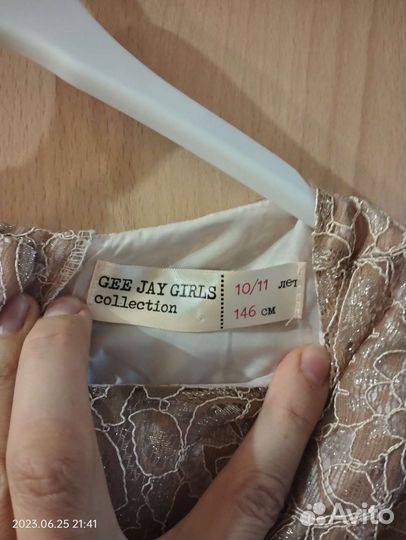 GEE JAY GIRLS
collection
10/11 лет
146 см
2023.06.25 21:41
Avito